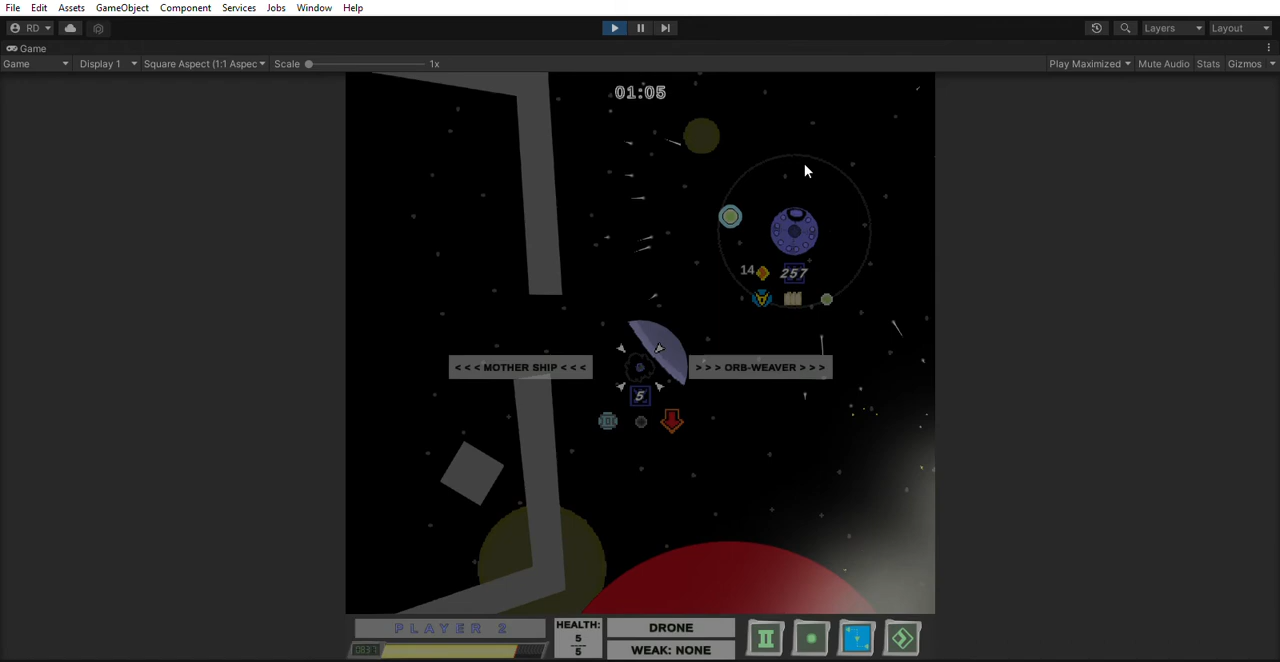 File Edit Assets GameObject Component Services Jobs Window Help
RD Layers Layout
Game
Game Display 1 Square Aspect (1:1 Aspec Scale 1x Play Maximized Mute Audio Stats Gizmos
01:05
14 257
< < < MOTHER SHIP < < < > > > ORB-WEAVER > > >
5
PLAYER 2 HEALTH: DRONE
5
5 WEAK: NONE